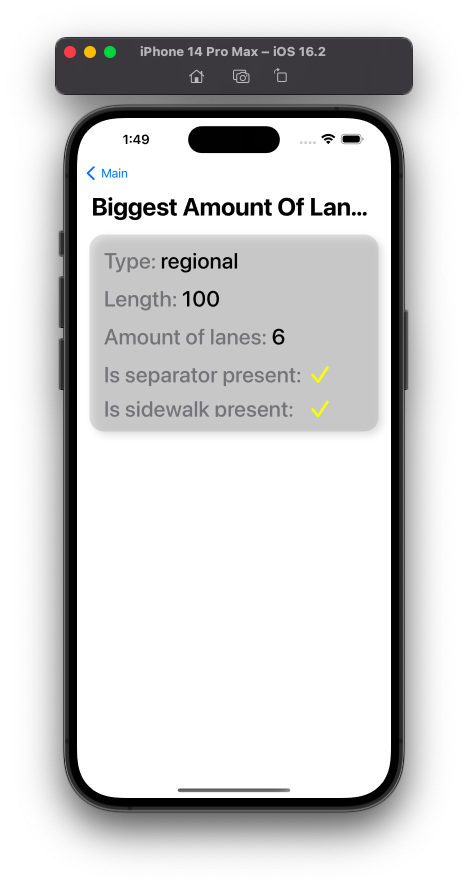 iPhone 14 Pro Max – iOS 16.2
1:49
Main
Biggest Amount Of Lan...
Type: regional
Length: 100
Amount of lanes: 6
Is separator present:
Is sidewalk present: